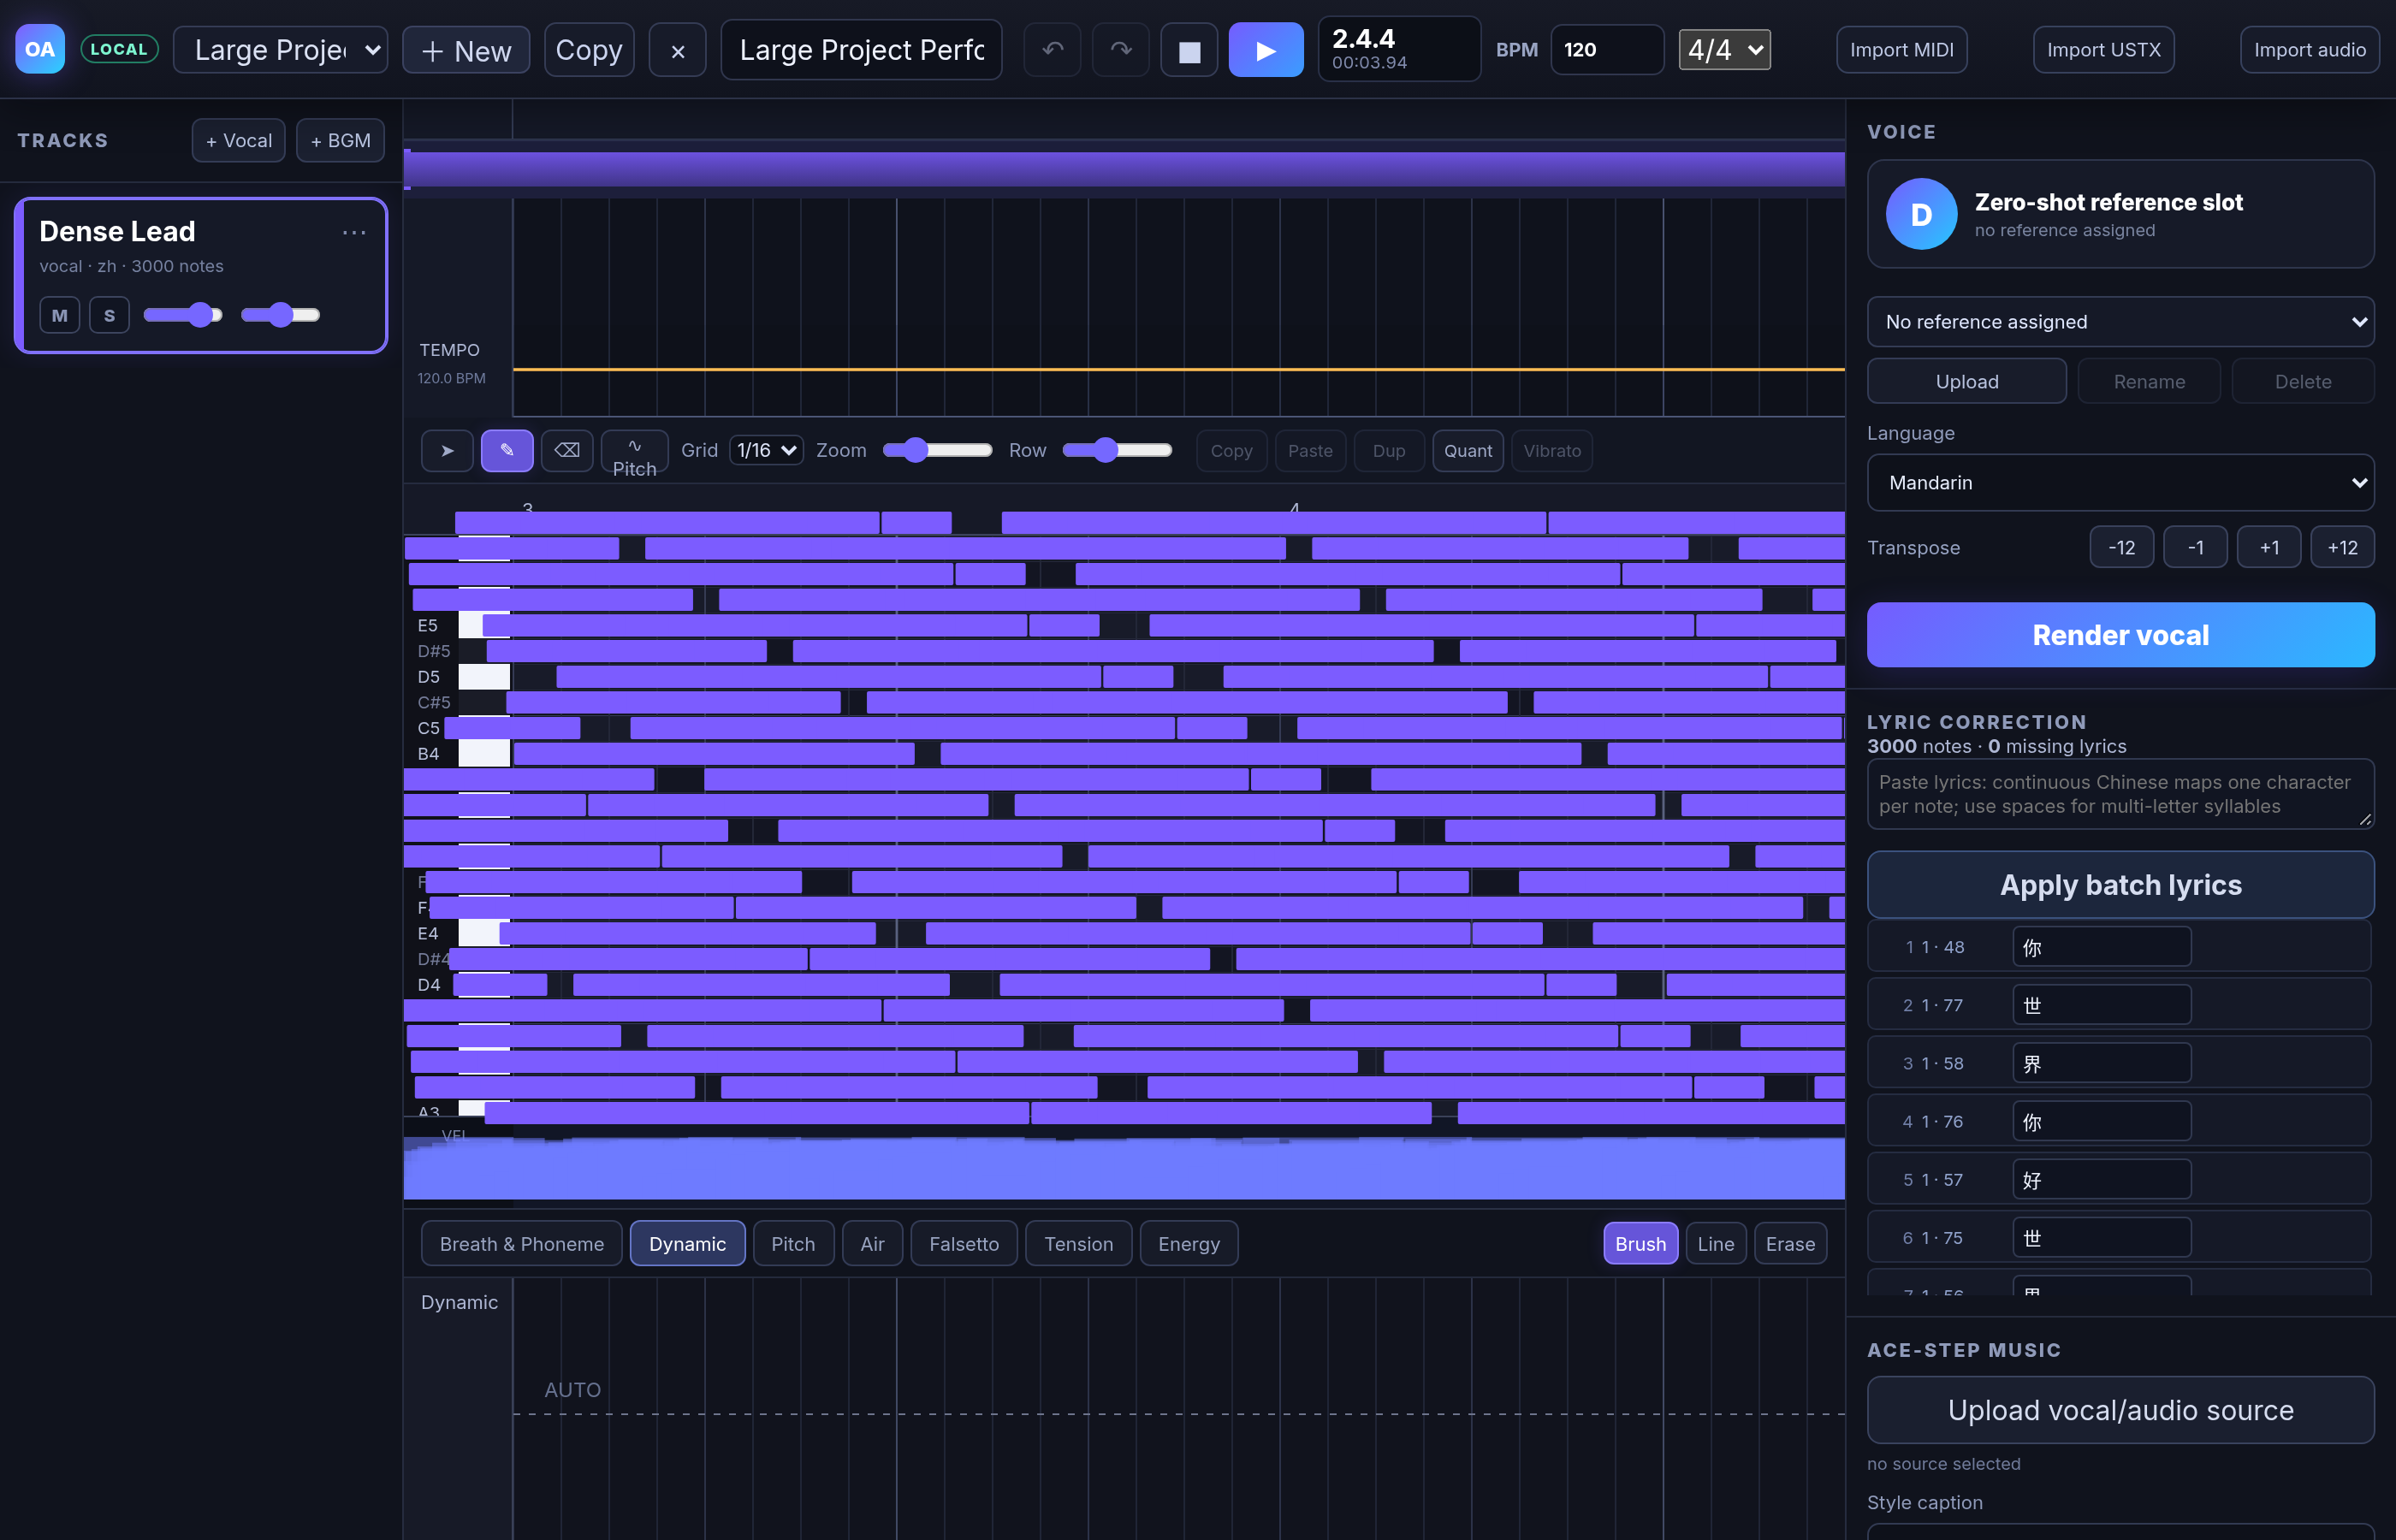 OA
LOCAL
Large Proje
+ New
Copy
×
Large Project Perfo
2.4.4
00:03.94
BPM
120
4/4
Import MIDI
Import USTX
Import audio
TRACKS
+ Vocal
+ BGM
Dense Lead
vocal · zh · 3000 notes
M
S
TEMPO
120.0 BPM
Pitch
Grid
1/16
Zoom
Row
Copy
Paste
Dup
Quant
Vibrato
3
4
E5
D#5
D5
C#5
C5
B4
E4
D#4
D4
A3
VEL
Breath & Phoneme
Dynamic
Pitch
Air
Falsetto
Tension
Energy
Brush
Line
Erase
Dynamic
AUTO
VOICE
D
Zero-shot reference slot
no reference assigned
No reference assigned
Upload
Rename
Delete
Language
Mandarin
Transpose
-12
-1
+1
+12
Render vocal
LYRIC CORRECTION
3000 notes · 0 missing lyrics
Paste lyrics: continuous Chinese maps one character
per note; use spaces for multi-letter syllables
Apply batch lyrics
1 1 · 48 你
2 1 · 77 世
3 1 · 58 界
4 1 · 76 你
5 1 · 57 好
6 1 · 75 世
7 1 · 56 界
ACE-STEP MUSIC
Upload vocal/audio source
no source selected
Style caption